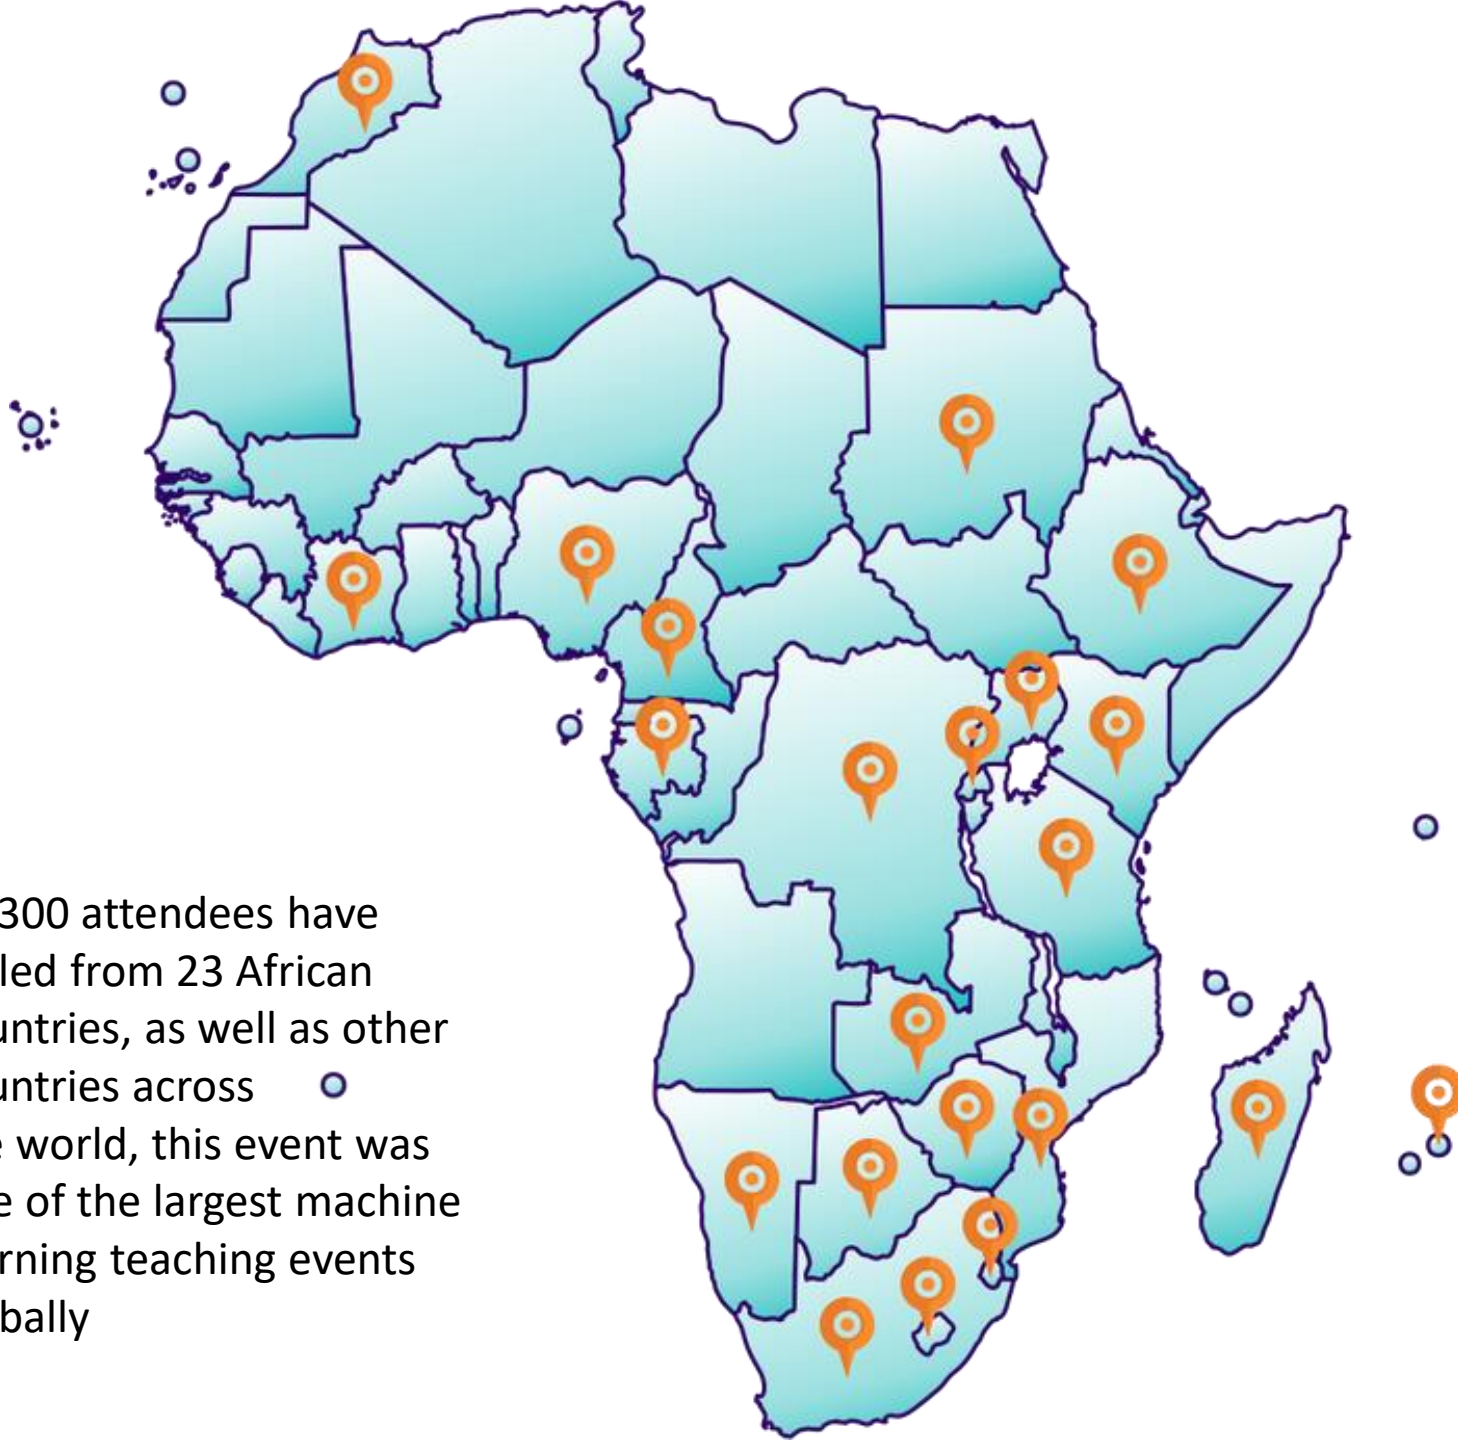 300 attendees have
led from 23 African
untries, as well as other
untries across
e world, this event was
e of the largest machine
rning teaching events
bally